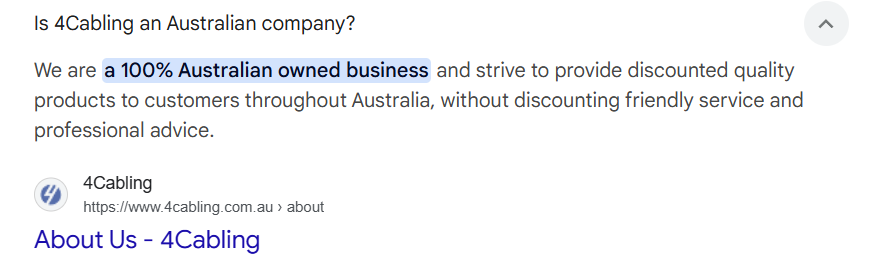 Is 4Cabling an Australian company?
We are a 100% Australian owned business and strive to provide discounted quality
products to customers throughout Australia, without discounting friendly service and
professional advice.
4Cabling
https://www.4cabling.com.au › about
About Us - 4Cabling